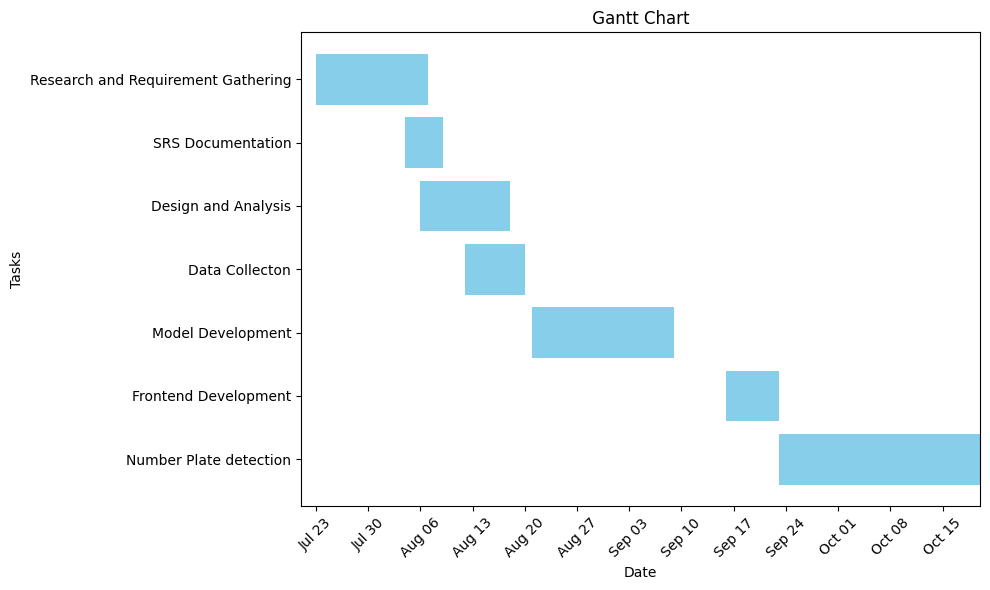 Gantt Chart
Tasks
Research and Requirement Gathering
SRS Documentation
Design and Analysis
Data Collecton
Model Development
Frontend Development
Number Plate detection
Jul 23 Jul 30 Aug 06 Aug 13 Aug 20 Aug 27 Sep 03 Sep 10 Sep 17 Sep 24 Oct 01 Oct 08 Oct 15
Date